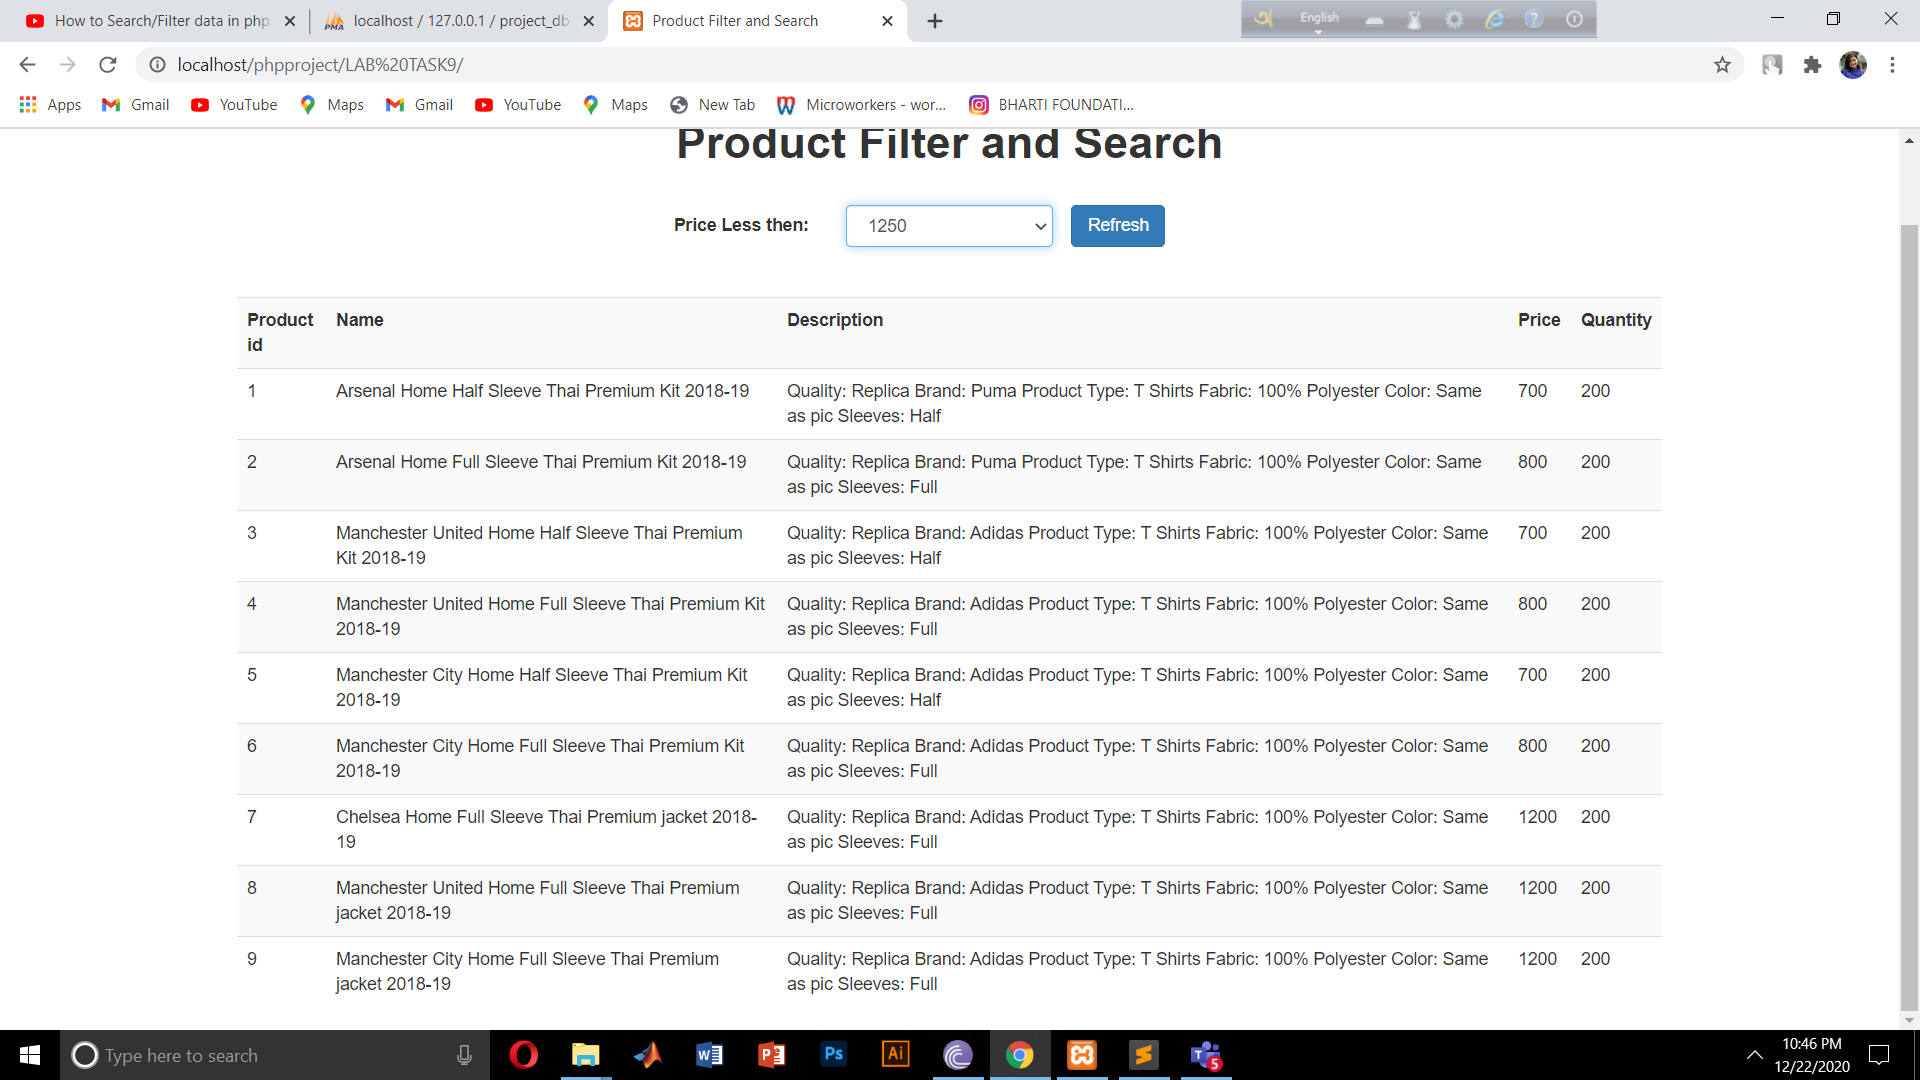 How to Search/Filter data in php
localhost / 127.0.0.1 / project_db
Product Filter and Search
English
localhost/phpproject/LAB%20TASK9/
Apps Gmail YouTube Maps Gmail YouTube Maps New Tab Microworkers - wor... BHARTI FOUNDATI...
Product Filter and Search
Price Less then: 1250 Refresh
Product id Name Description Price Quantity
1 Arsenal Home Half Sleeve Thai Premium Kit 2018-19 Quality: Replica Brand: Puma Product Type: T Shirts Fabric: 100% Polyester Color: Same as pic Sleeves: Half 700 200
2 Arsenal Home Full Sleeve Thai Premium Kit 2018-19 Quality: Replica Brand: Puma Product Type: T Shirts Fabric: 100% Polyester Color: Same as pic Sleeves: Full 800 200
3 Manchester United Home Half Sleeve Thai Premium Kit 2018-19 Quality: Replica Brand: Adidas Product Type: T Shirts Fabric: 100% Polyester Color: Same as pic Sleeves: Half 700 200
4 Manchester United Home Full Sleeve Thai Premium Kit 2018-19 Quality: Replica Brand: Adidas Product Type: T Shirts Fabric: 100% Polyester Color: Same as pic Sleeves: Full 800 200
5 Manchester City Home Half Sleeve Thai Premium Kit 2018-19 Quality: Replica Brand: Adidas Product Type: T Shirts Fabric: 100% Polyester Color: Same as pic Sleeves: Half 700 200
6 Manchester City Home Full Sleeve Thai Premium Kit 2018-19 Quality: Replica Brand: Adidas Product Type: T Shirts Fabric: 100% Polyester Color: Same as pic Sleeves: Full 800 200
7 Chelsea Home Full Sleeve Thai Premium jacket 2018-19 Quality: Replica Brand: Adidas Product Type: T Shirts Fabric: 100% Polyester Color: Same as pic Sleeves: Full 1200 200
8 Manchester United Home Full Sleeve Thai Premium jacket 2018-19 Quality: Replica Brand: Adidas Product Type: T Shirts Fabric: 100% Polyester Color: Same as pic Sleeves: Full 1200 200
9 Manchester City Home Full Sleeve Thai Premium jacket 2018-19 Quality: Replica Brand: Adidas Product Type: T Shirts Fabric: 100% Polyester Color: Same as pic Sleeves: Full 1200 200
Type here to search
10:46 PM
12/22/2020